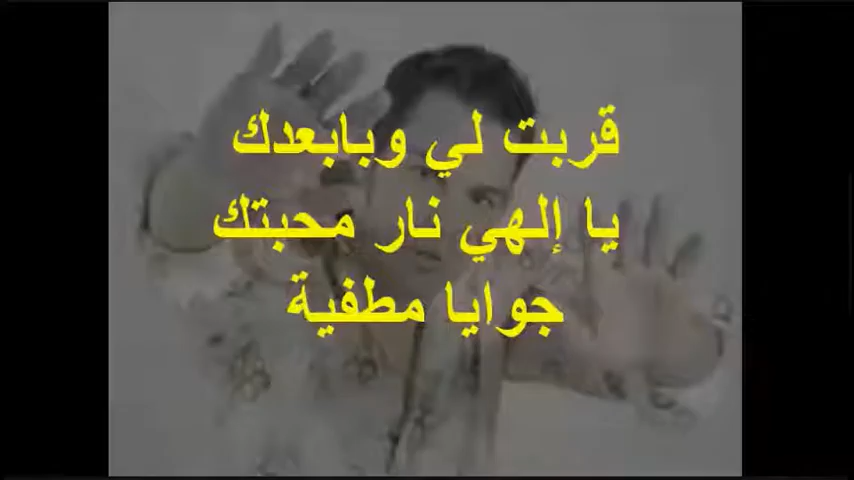 قربت لي وبابعدك
يا إلهي نار محبتك
جوايا مطفية